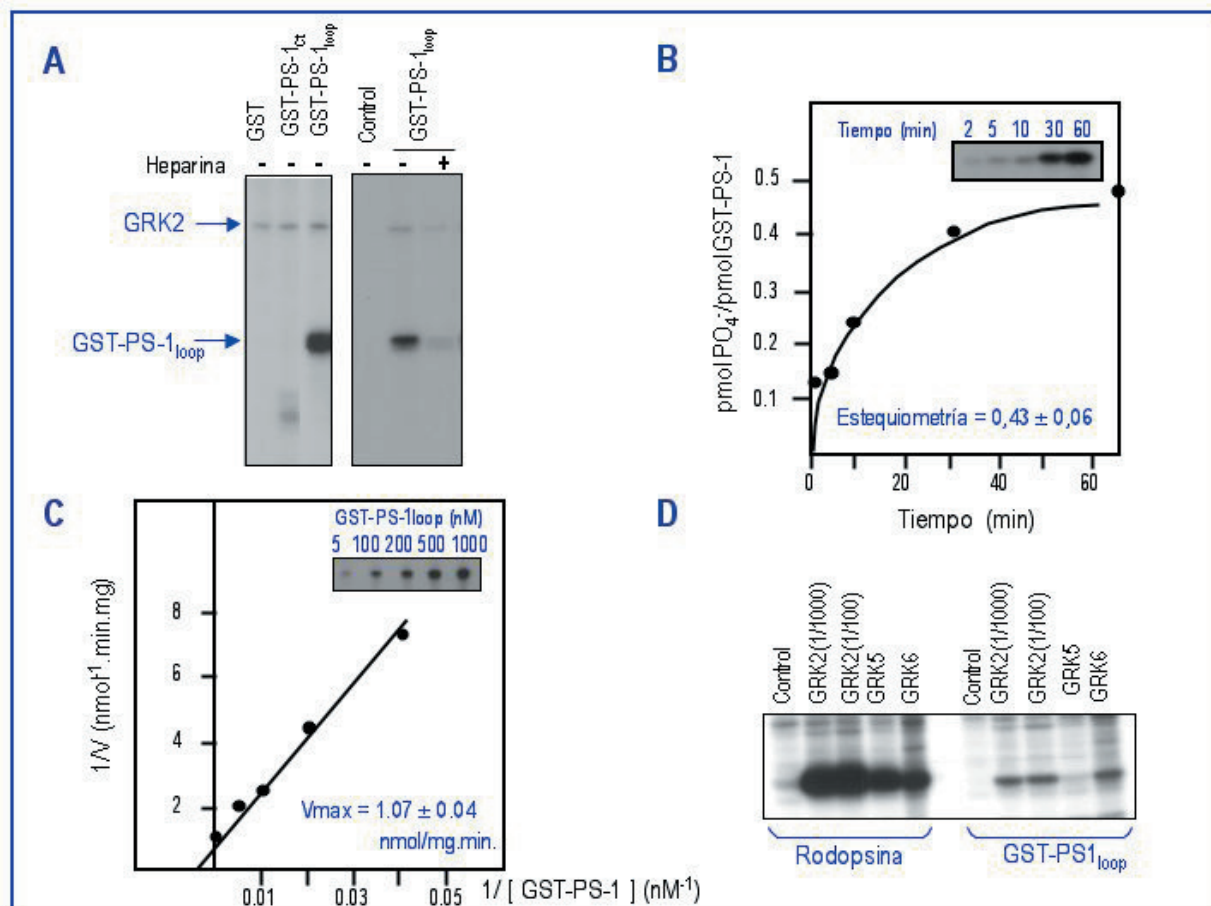 A
GST
GST-PS-1ct
GST-PS-1loop
Control
GST-PS-1loop
Heparina - - - - - +
GRK2
GST-PS-1loop
B
Tiempo (min) 2 5 10 30 60
pmolPO4-/pmolGST-PS-1
0.5
0.4
0.3
0.2
0.1
Estequiometría = 0,43 ± 0,06
0 20 40 60
Tiempo (min)
C
GST-PS-1loop (nM)
5 100 200 500 1000
1/V (nmol-1.min.mg)
8
6
4
2
Vmax = 1.07 ± 0.04
nmol/mg.min.
0.01 0.03 0.05
1/[ GST-PS-1 ] (nM-1)
D
Control
GRK2(1/1000)
GRK2(1/100)
GRK5
GRK6
Control
GRK2(1/1000)
GRK2(1/100)
GRK5
GRK6
Rodopsina
GST-PS1loop